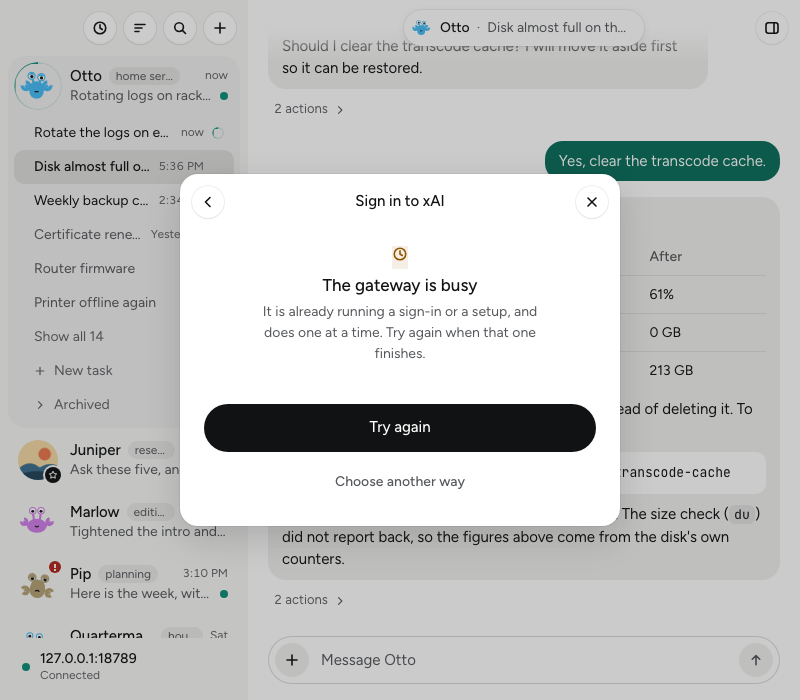 Otto · Disk almost full on th...
Otto home ser... now
Rotating logs on rack...
Rotate the logs on e... now
Disk almost full o... 5:36 PM
Weekly backup c... 2:34
Certificate rene... Yeste
Router firmware
Printer offline again
Show all 14
+ New task
Archived
Juniper rese...
Ask these five, an
Marlow editi...
Tightened the intro and...
Pip planning 3:10 PM
Here is the week, wit...
Quarterma hou... Sat
127.0.0.1:18789
Connected
Should I clear the transcode cache? I will move it aside first
so it can be restored.
2 actions
Yes, clear the transcode cache.
After
61%
0 GB
213 GB
ead of deleting it. To
transcode-cache
The size check (du)
did not report back, so the figures above come from the disk's own
counters.
2 actions
Message Otto
Sign in to xAI
The gateway is busy
It is already running a sign-in or a setup, and
does one at a time. Try again when that one
finishes.
Try again
Choose another way